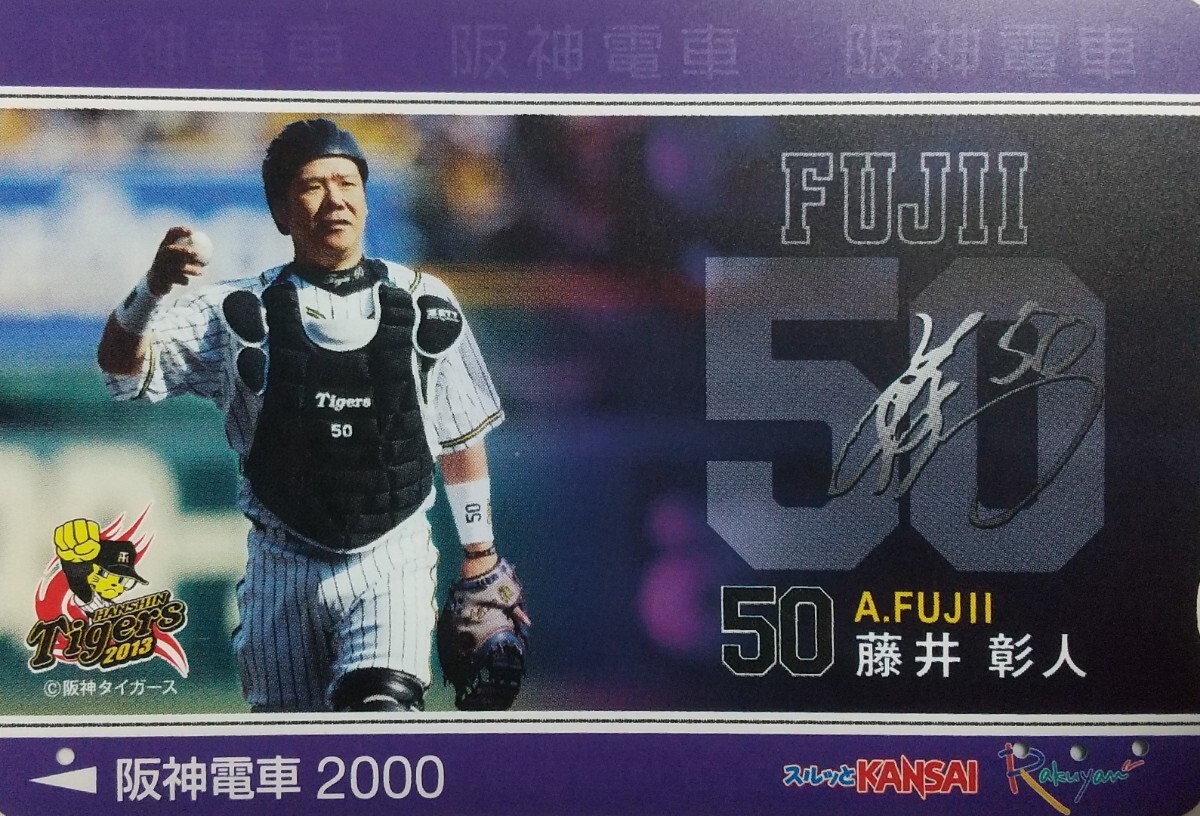 阪神電車 阪神電車 阪神電車
FUJII
50
50
ZETT
Tigers
50
50
HANSHIN
Tigers
2013
©阪神タイガース
50 A.FUJII
藤井 彰人
阪神電車 2000
スルッとKANSAI
Rakuyan